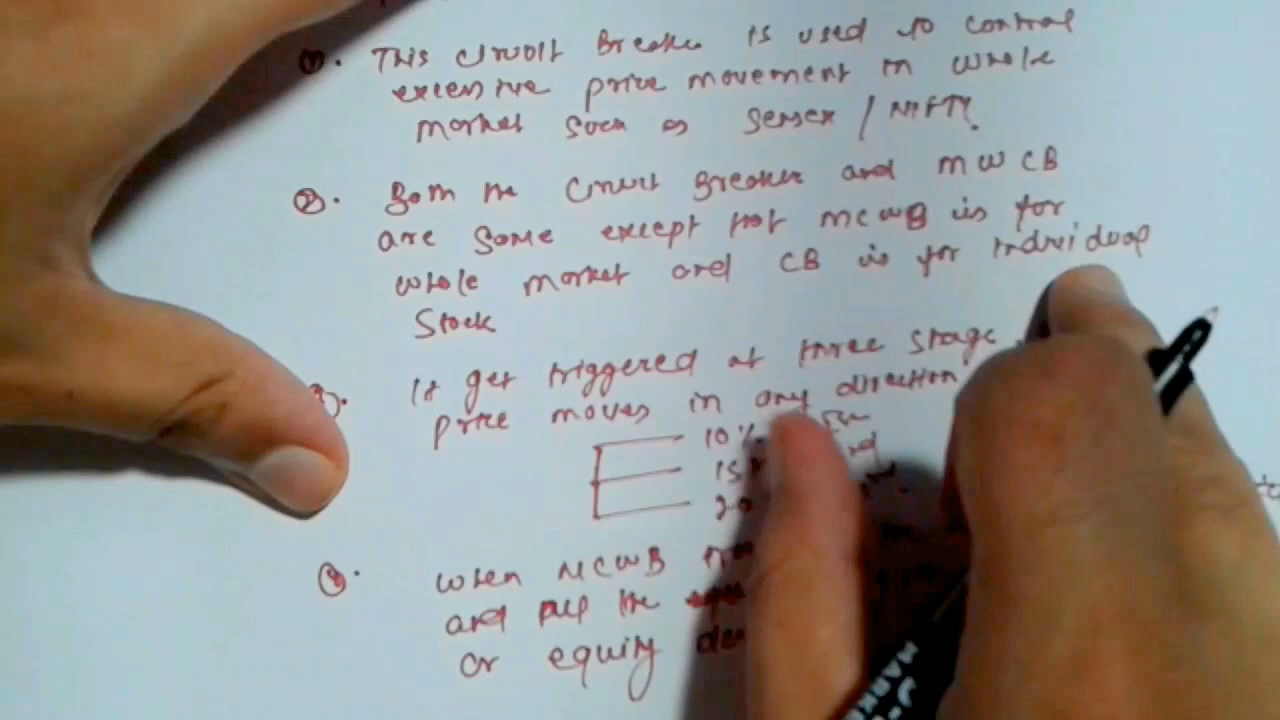 ①. This Circuit Breaker is used to control
excessive price movement in whole
market such as Sensex / NIFTY.
②. Both the Circuit Breaker and MWCB
are same except that MCWB is for
whole market and CB is for individual
Stock
It get triggered at three stage
price moves in any direction
10%
15
20
④. When MCWB
and all the
or equity
MARKER